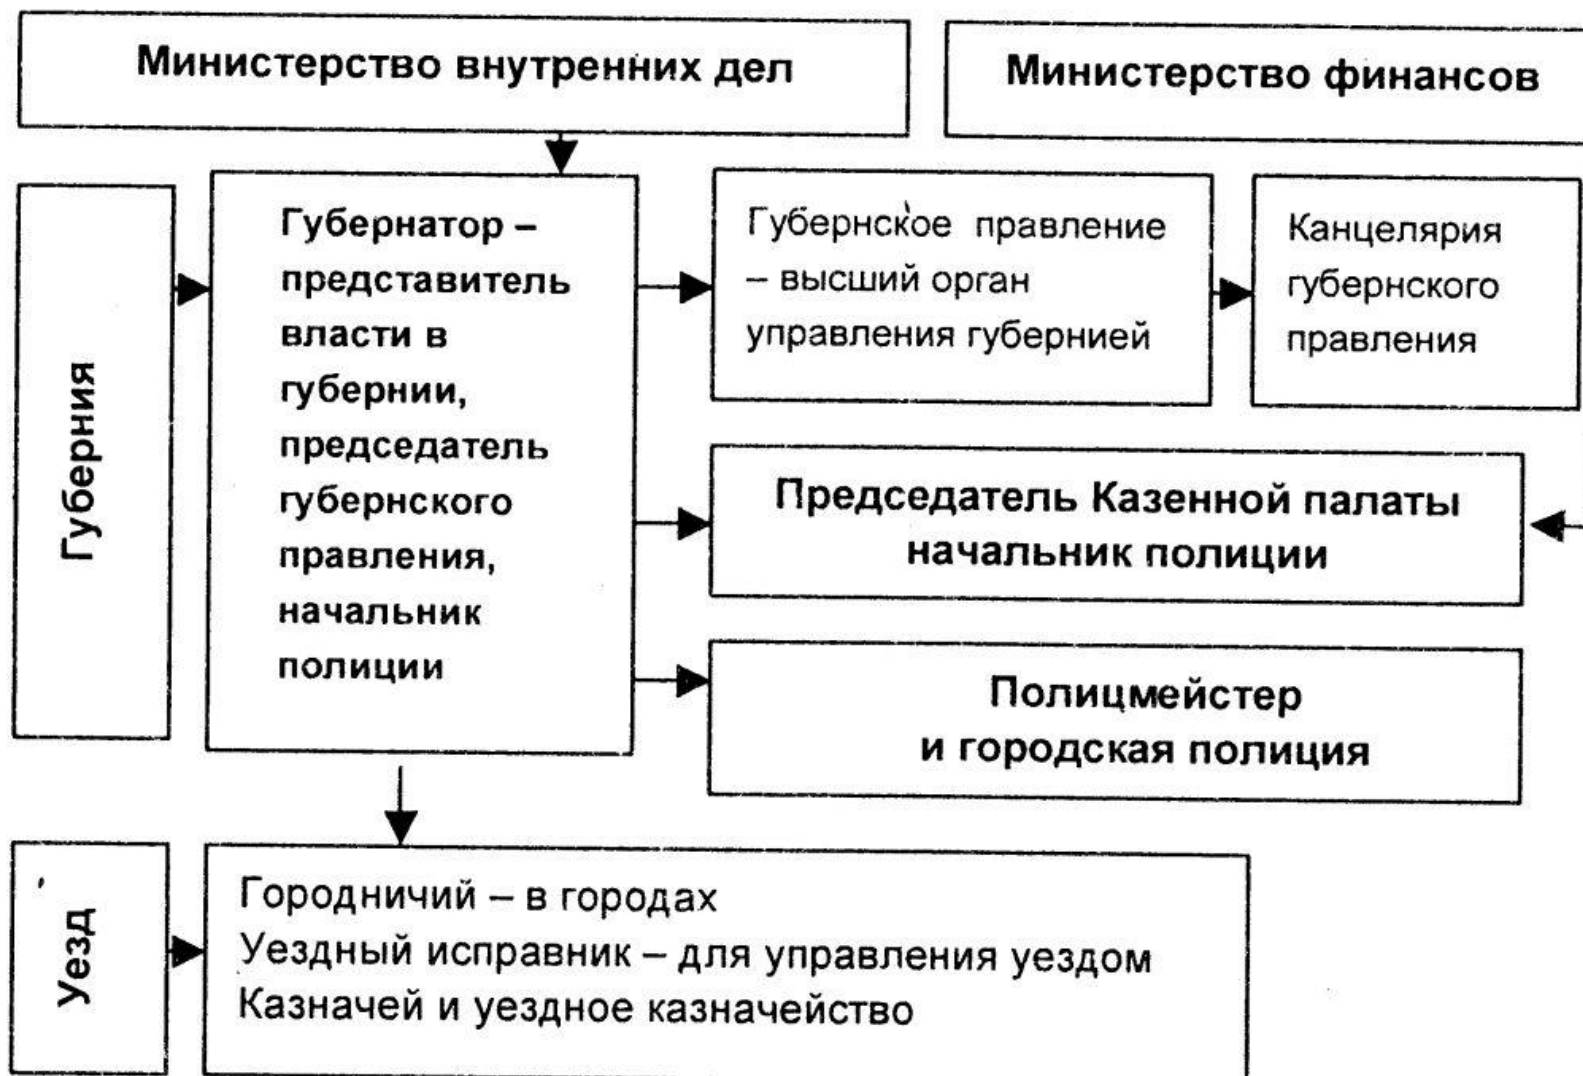 Министерство внутренних дел
Министерство финансов
Губерния
Губернатор –
представитель
власти в
губернии,
председатель
губернского
правления,
начальник
полиции
Губернское правление
– высший орган
управления губернией
Канцелярия
губернского
правления
Председатель Казенной палаты
начальник полиции
Полицмейстер
и городская полиция
Уезд
Городничий – в городах
Уездный исправник – для управления уездом
Казначей и уездное казначейство